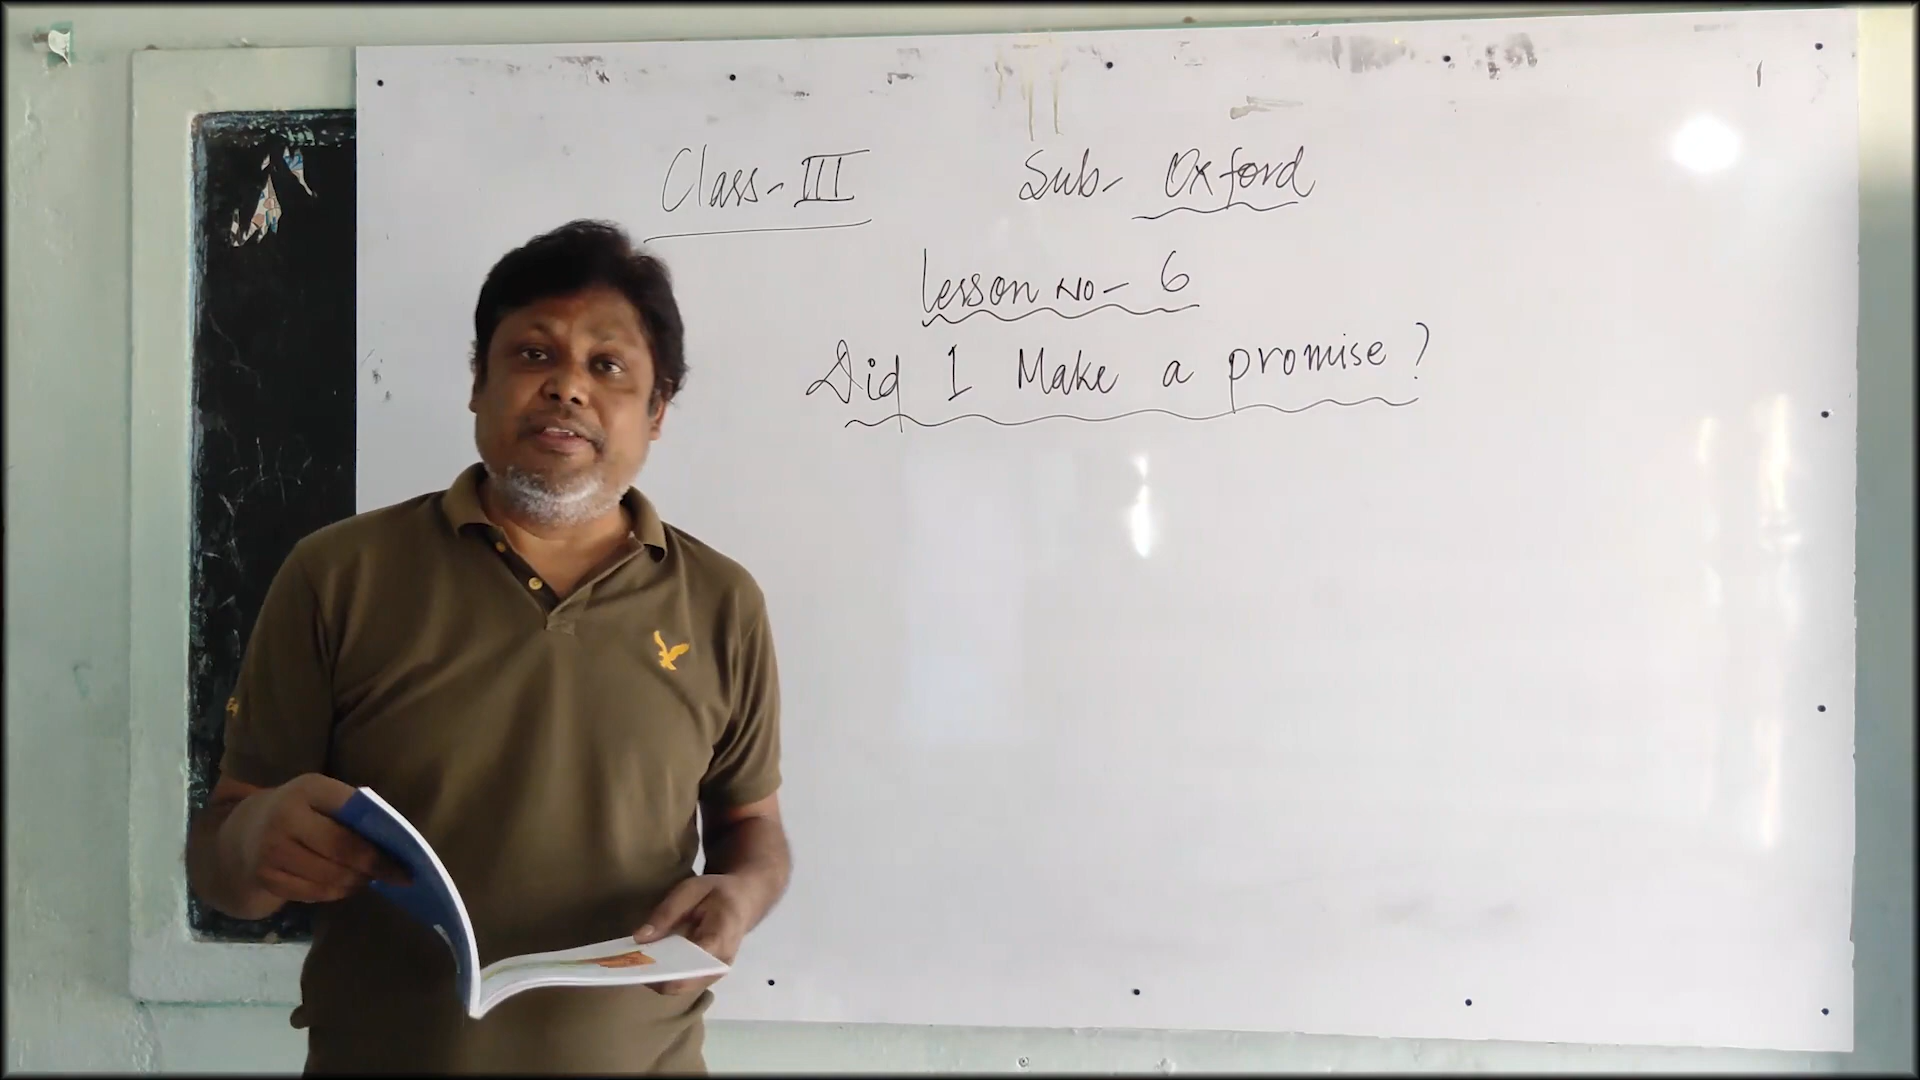 Class-III Sub- Oxford
Lesson No- 6
Did I Make a promise?